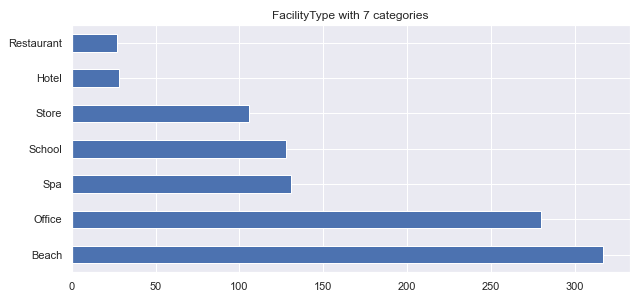 FacilityType with 7 categories
Restaurant
Hotel
Store
School
Spa
Office
Beach
0 50 100 150 200 250 300